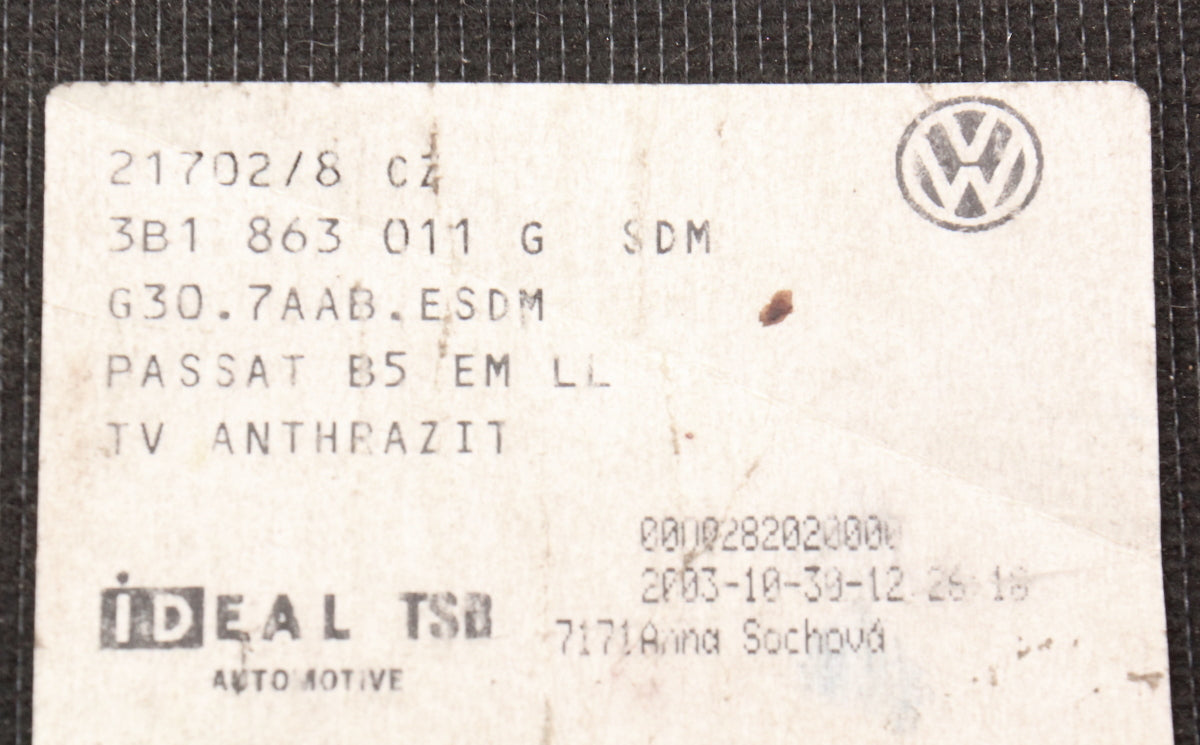 21702/8 CZ
3B1 863 011 G SDM
G30.7AAB.ESDM
PASSAT B5 EM LL
TV ANTHRAZIT
0000282020000
2003-10-30-12 26 18
7171Anna Sochová
iDEAL TSB
AUTOMOTIVE